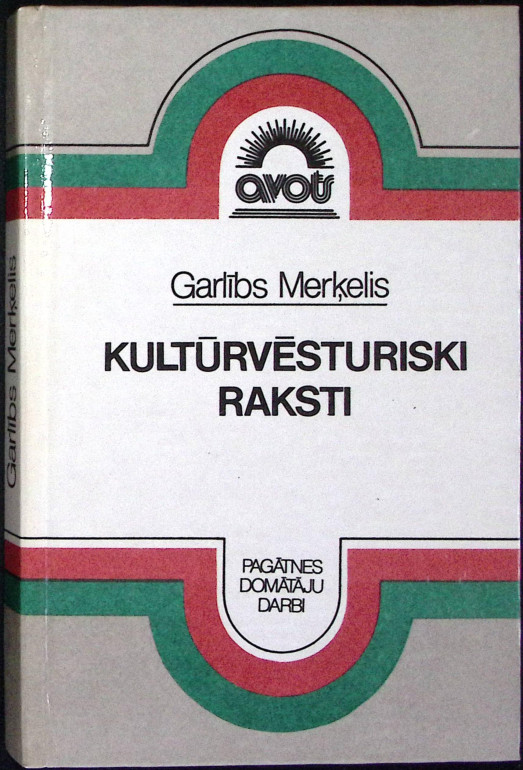 avots
Garlībs Merķelis
KULTŪRVĒSTURISKI
RAKSTI
PAGĀTNES
DOMĀTĀJU
DARBI
Garlībs Merķelis